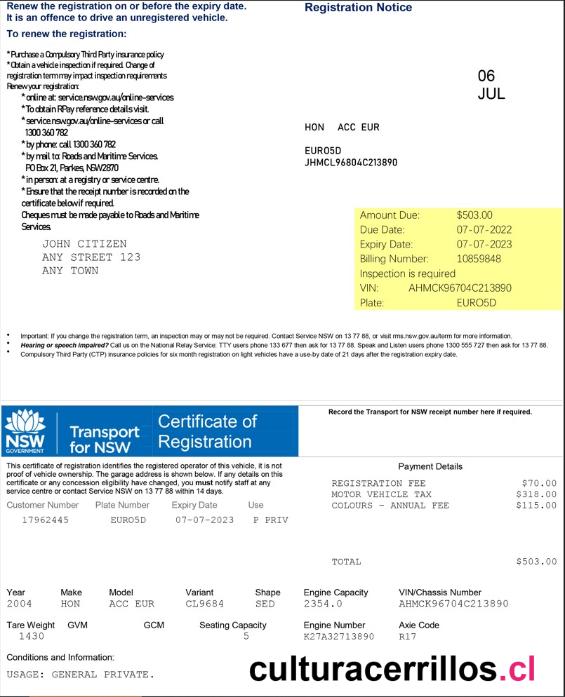 Renew the registration on or before the expiry date.
It is an offence to drive an unregistered vehicle.
To renew the registration:
*Purchase a Compulsory Third Party insurance policy
*Obtain a vehicle inspection if required. Change of
registration term may impact inspection requirements
Renew your registration:
* online at: service.nsw.gov.au/online-services
*To obtain RPay reference details visit.
* service.nsw.gov.au/online-services or call
1300 360 782
* by phone: call 1300 360 782
* by mail to: Roads and Maritime Services.
PO Box 21, Parkes, NSW2870
* in person: at a registry or service centre.
* Ensure that the receipt number is recorded on the
certificate below if required.
Cheques must be made payable to Roads and Maritime
Services.
JOHN CITIZEN
ANY STREET 123
ANY TOWN
Registration Notice
06
JUL
HON ACC EUR
EURO5D
JHMCL96804C213890
Amount Due: $503.00
Due Date: 07-07-2022
Expiry Date: 07-07-2023
Billing Number: 10859848
Inspection is required
VIN: AHMCK96704C213890
Plate: EURO5D
• Important: If you change the registration term, an inspection may or may not be required. Contact Service NSW on 13 77 88, or visit rms.nsw.gov.au/term for more information.
• Hearing or speech impaired? Call us on the National Relay Service: TTY users phone 133 677 then ask for 13 77 88. Speak and Listen users phone 1300 555 727 then ask for 13 77 88.
• Compulsory Third Party (CTP) insurance policies for six month registration on light vehicles have a use-by date of 21 days after the registration expiry date.
NSW
GOVERNMENT
Transport
for NSW
Certificate of
Registration
Record the Transport for NSW receipt number here if required.
This certificate of registration identifies the registered operator of this vehicle, it is not
proof of vehicle ownership. The garage address is shown below. If any details on this
certificate or any concession eligibility have changed, you must notify staff at any
service centre or contact Service NSW on 13 77 88 within 14 days.
Customer Number Plate Number Expiry Date Use
17962445 EURO5D 07-07-2023 P PRIV
Payment Details
REGISTRATION FEE $70.00
MOTOR VEHICLE TAX $318.00
COLOURS - ANNUAL FEE $115.00
TOTAL $503.00
Year Make Model Variant Shape Engine Capacity VIN/Chassis Number
2004 HON ACC EUR CL9684 SED 2354.0 AHMCK96704C213890
Tare Weight GVM GCM Seating Capacity Engine Number Axie Code
1430 5 K27A32713890 R17
Conditions and Information:
USAGE: GENERAL PRIVATE.
culturacerrillos.cl